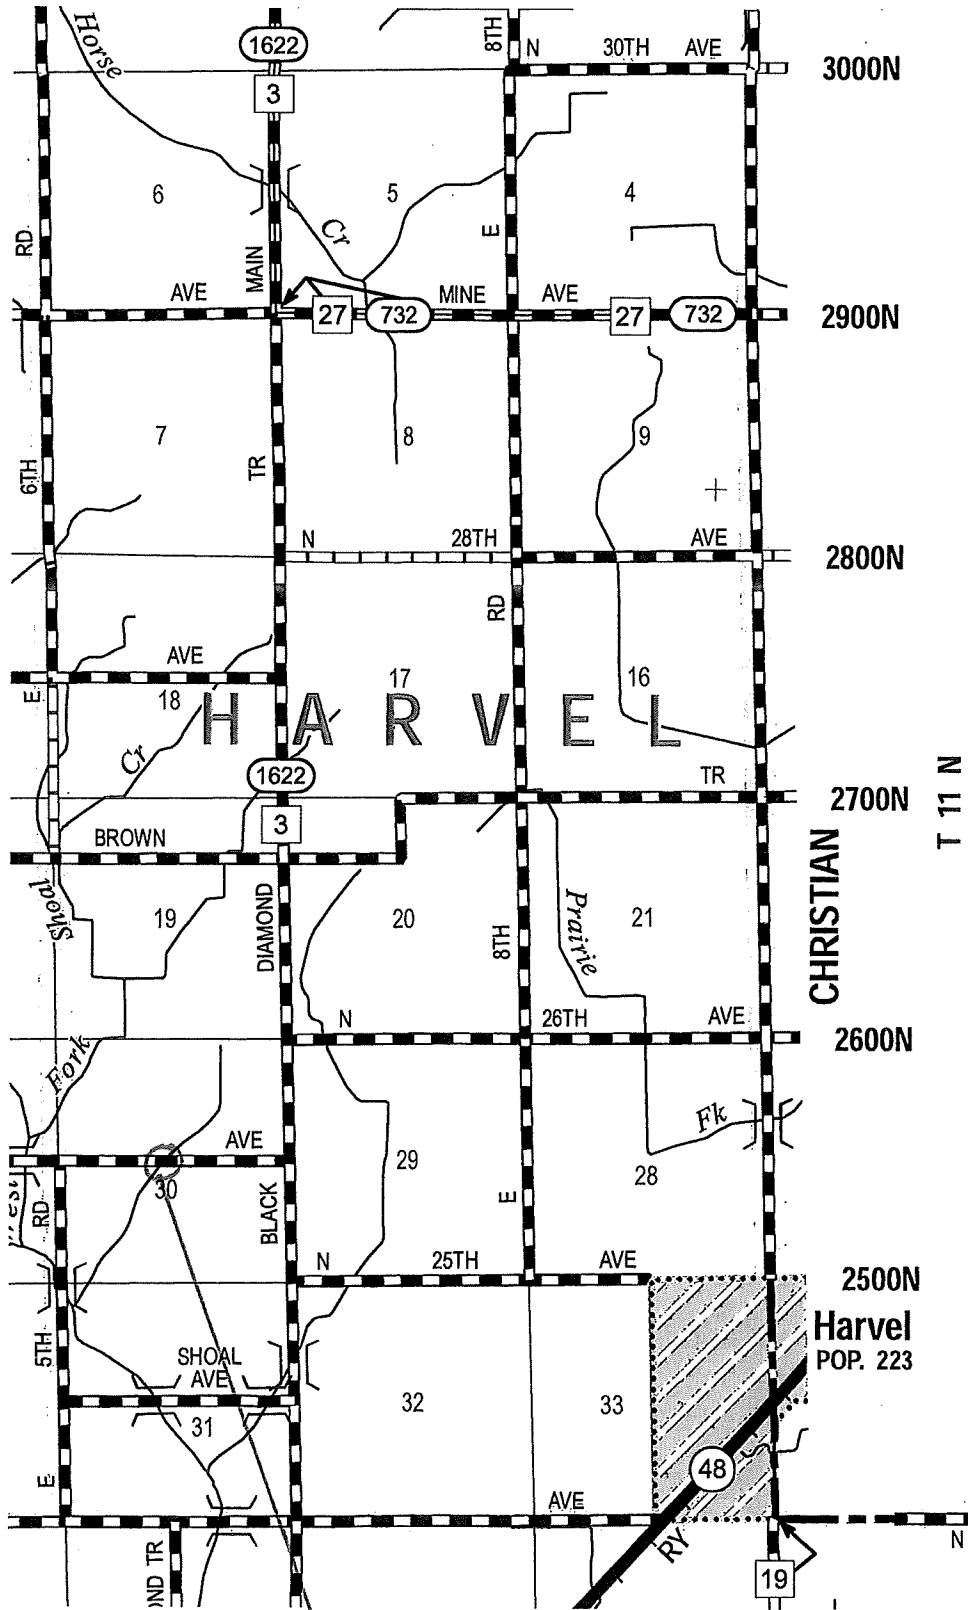 Horse
1622
3
8TH
N 30TH AVE
3000N
6
5
4
RD
MAIN
Cr
E
AVE
27
732
MINE
AVE
27
732
2900N
7
8
9
6TH
TR
N 28TH AVE
2800N
RD
AVE
E
18
17
16
HARVEL
Cr
1622
TR
T 11 N
2700N
3
BROWN
CHRISTIAN
Shoal
19
DIAMOND
20
8TH
Prairie
21
N 26TH AVE
2600N
Fork
Fk
AVE
29
28
30
RD
BLACK
E
N 25TH AVE
2500N
5TH
SHOAL
AVE
Harvel
POP. 223
31
32
33
E
48
AVE
RY
N
OND TR
19